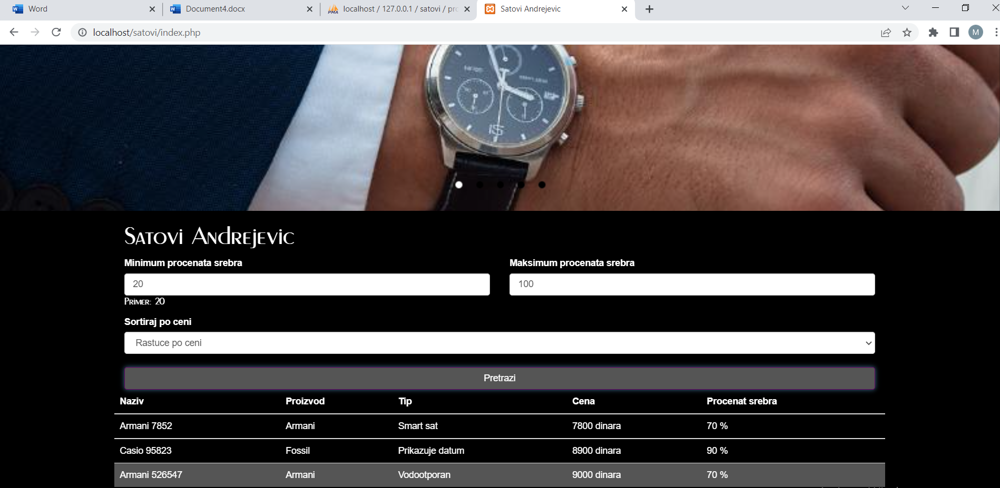 Word
Document4.docx
localhost / 127.0.0.1 / satovi / pro
Satovi Andrejevic
localhost/satovi/index.php
M
Satovi Andrejevic
Minimum procenata srebra
Maksimum procenata srebra
20
100
Primer: 20
Sortiraj po ceni
Rastuce po ceni
Pretrazi
Naziv Proizvod Tip Cena Procenat srebra
Armani 7852 Armani Smart sat 7800 dinara 70 %
Casio 95823 Fossil Prikazuje datum 8900 dinara 90 %
Armani 526547 Armani Vodootporan 9000 dinara 70 %